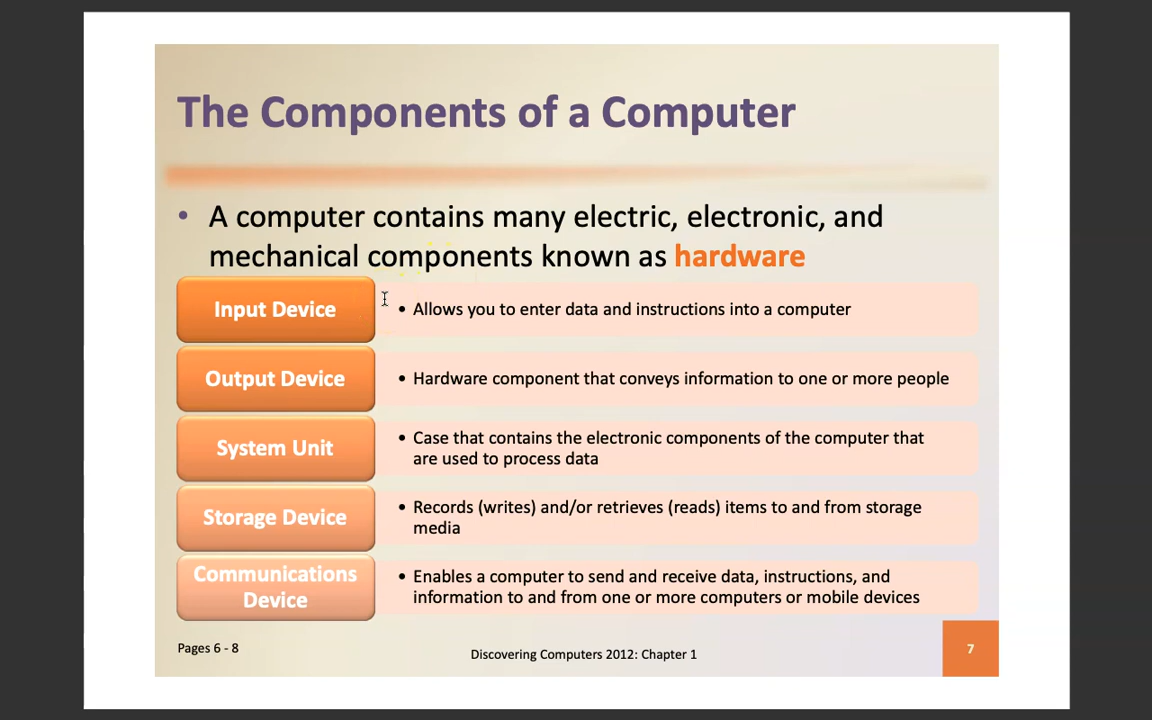 The Components of a Computer
• A computer contains many electric, electronic, and
mechanical components known as hardware
Input Device
• Allows you to enter data and instructions into a computer
Output Device
• Hardware component that conveys information to one or more people
System Unit
• Case that contains the electronic components of the computer that
are used to process data
Storage Device
• Records (writes) and/or retrieves (reads) items to and from storage
media
Communications
Device
• Enables a computer to send and receive data, instructions, and
information to and from one or more computers or mobile devices
Pages 6 - 8
Discovering Computers 2012: Chapter 1
7